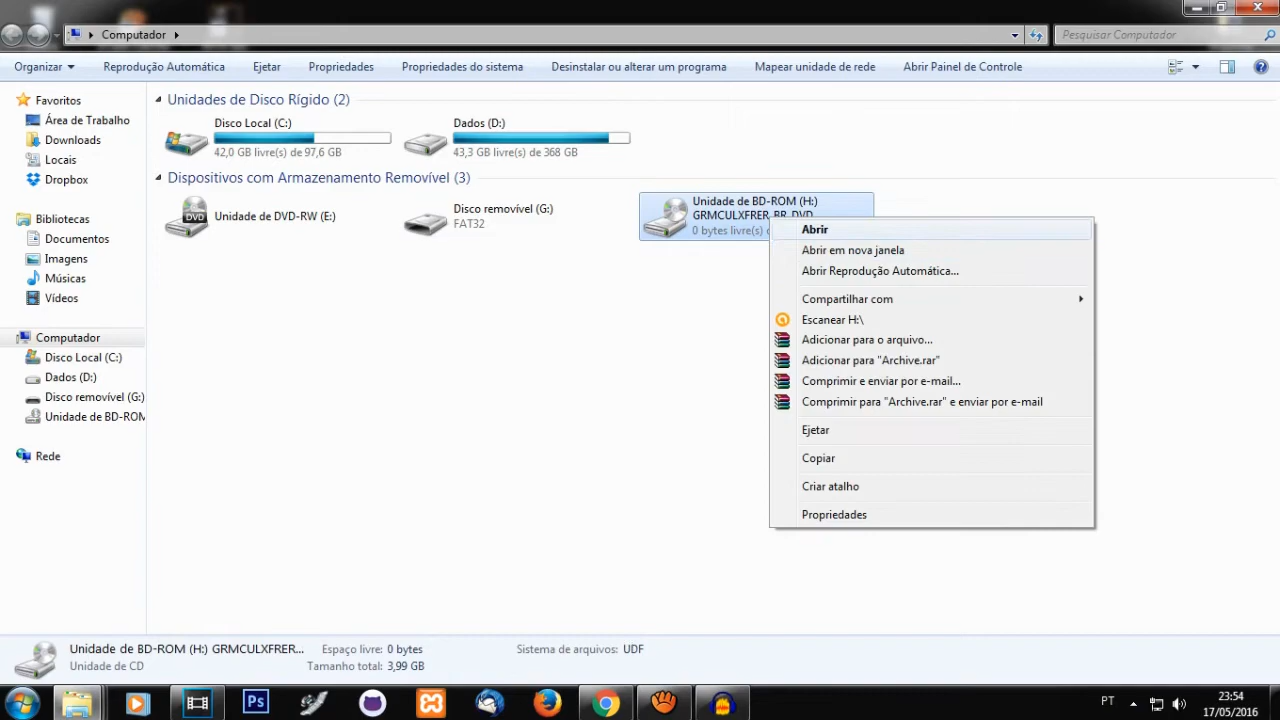 Computador
Pesquisar Computador
Organizar
Reprodução Automática
Ejetar
Propriedades
Propriedades do sistema
Desinstalar ou alterar um programa
Mapear unidade de rede
Abrir Painel de Controle
Favoritos
Área de Trabalho
Downloads
Locais
Dropbox
Bibliotecas
Documentos
Imagens
Músicas
Vídeos
Computador
Disco Local (C:)
Dados (D:)
Disco removível (G:)
Unidade de BD-ROM
Rede
Unidades de Disco Rígido (2)
Disco Local (C:)
42,0 GB livre(s) de 97,6 GB
Dados (D:)
43,3 GB livre(s) de 368 GB
Dispositivos com Armazenamento Removível (3)
DVD
Unidade de DVD-RW (E:)
Disco removível (G:)
FAT32
Unidade de BD-ROM (H:)
GRMCULXFRER_BR_DVD
0 bytes livre(s)
Abrir
Abrir em nova janela
Abrir Reprodução Automática...
Compartilhar com
Escanear H:\
Adicionar para o arquivo...
Adicionar para "Archive.rar"
Comprimir e enviar por e-mail...
Comprimir para "Archive.rar" e enviar por e-mail
Ejetar
Copiar
Criar atalho
Propriedades
Unidade de BD-ROM (H:) GRMCULXFRER...
Espaço livre: 0 bytes
Sistema de arquivos: UDF
Unidade de CD
Tamanho total: 3,99 GB
Ps
PT
23:54
17/05/2016